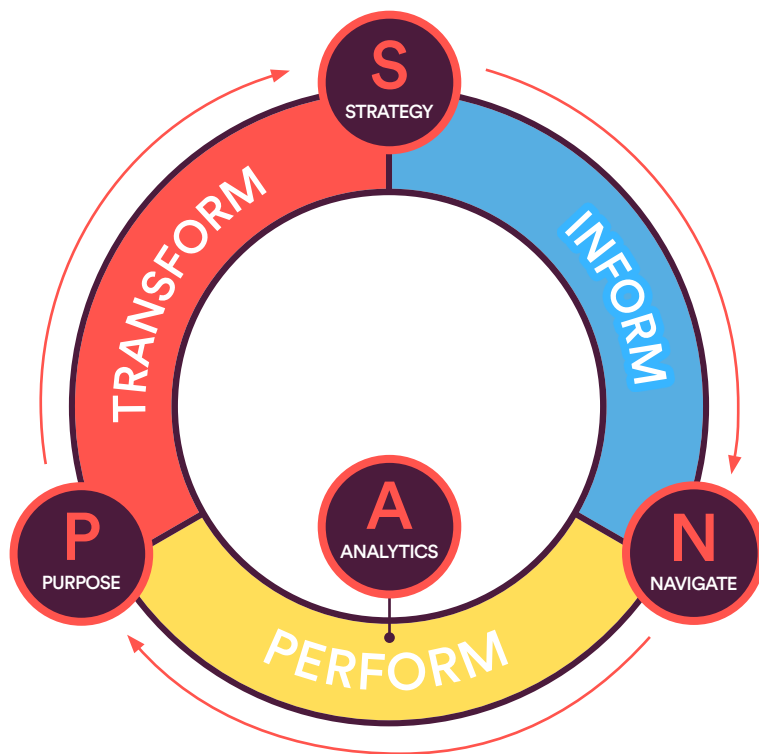 S
STRATEGY
TRANSFORM
INFORM
A
ANALYTICS
P
PURPOSE
N
NAVIGATE
PERFORM